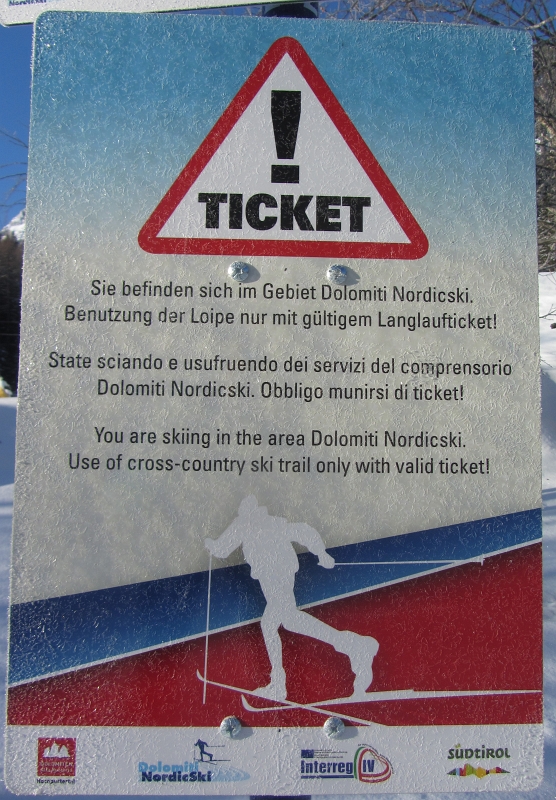 !
TICKET
Sie befinden sich im Gebiet Dolomiti Nordicski.
Benutzung der Loipe nur mit gültigem Langlaufticket!
State sciando e usufruendo dei servizi del comprensorio
Dolomiti Nordicski. Obbligo munirsi di ticket!
You are skiing in the area Dolomiti Nordicski.
Use of cross-country ski trail only with valid ticket!
Hochpustertal
Dolomiti
NordicSki
Interreg IV
SÜDTIROL